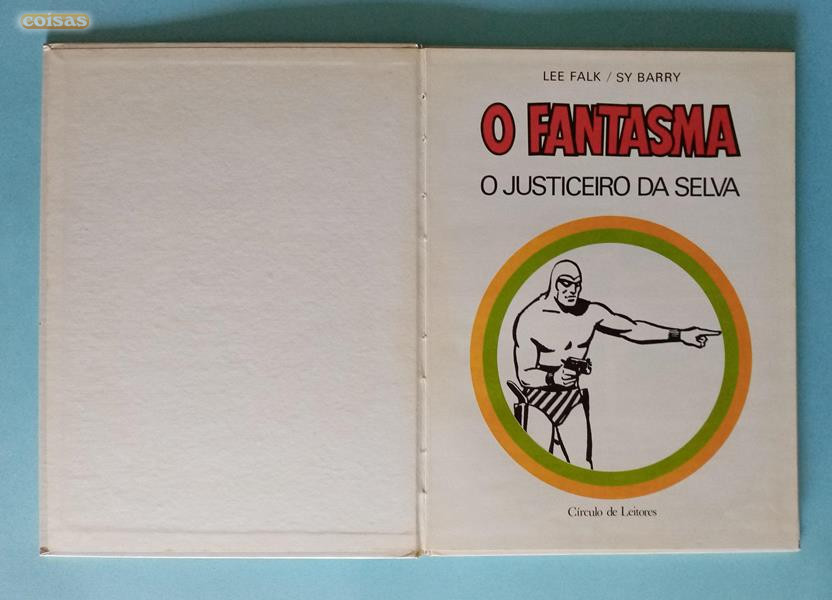 coisas
LEE FALK / SY BARRY
O FANTASMA
O JUSTICEIRO DA SELVA
Círculo de Leitores